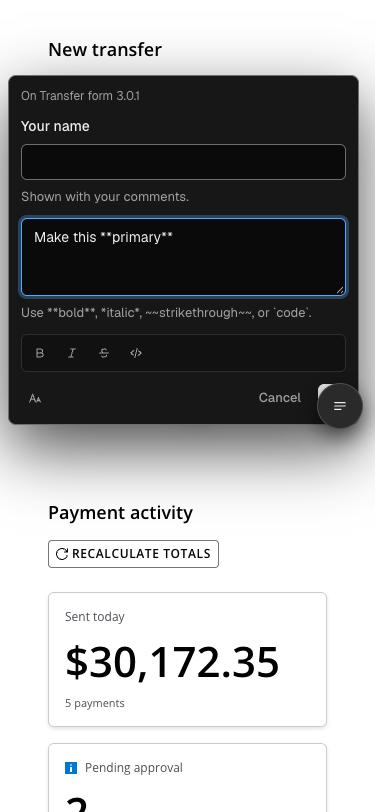 New transfer
On Transfer form 3.0.1
Your name
Shown with your comments.
Make this **primary**
Use **bold**, *italic*, ~~strikethrough~~, or `code`.
B I S </>
AA
Cancel
Payment activity
RECALCULATE TOTALS
Sent today
$30,172.35
5 payments
Pending approval